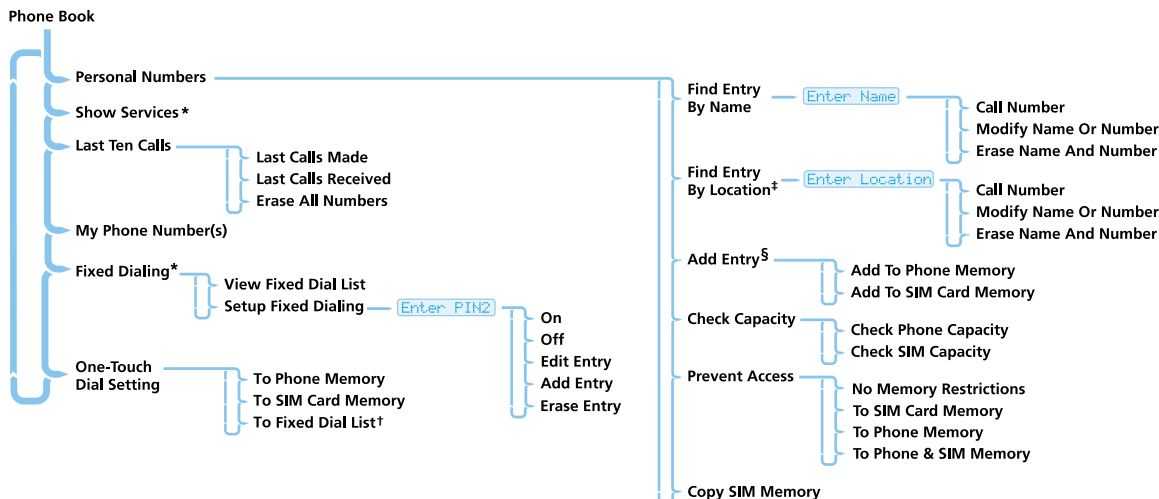 Phone Book
Personal Numbers
Show Services *
Last Ten Calls
Last Calls Made
Last Calls Received
Erase All Numbers
My Phone Number(s)
Fixed Dialing*
View Fixed Dial List
Setup Fixed Dialing
Enter PIN2
On
Off
Edit Entry
Add Entry
Erase Entry
One-Touch
Dial Setting
To Phone Memory
To SIM Card Memory
To Fixed Dial List†
Find Entry
By Name
Enter Name
Call Number
Modify Name Or Number
Erase Name And Number
Find Entry
By Location‡
Enter Location
Call Number
Modify Name Or Number
Erase Name And Number
Add Entry§
Add To Phone Memory
Add To SIM Card Memory
Check Capacity
Check Phone Capacity
Check SIM Capacity
Prevent Access
No Memory Restrictions
To SIM Card Memory
To Phone Memory
To Phone & SIM Memory
Copy SIM Memory